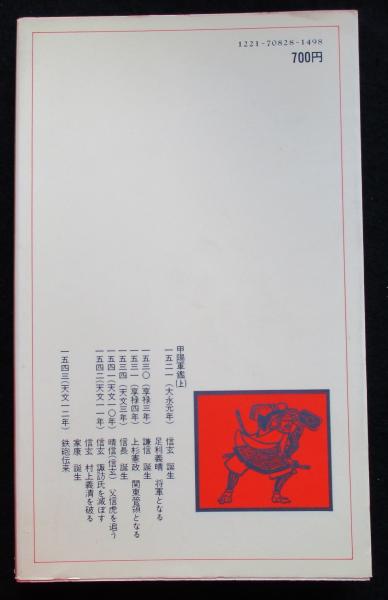 1221-70828-1498
700円
甲陽軍鑑(上)
一五二一(大永元年) 信玄 誕生
足利義晴 将軍となる
一五三〇(享禄三年) 謙信 誕生
一五三一(享禄四年) 上杉憲政 関東管領となる
一五三四(天文三年) 信長 誕生
一五四一(天文一〇年) 晴信(信玄) 父信虎を追う
一五四二(天文一一年) 信玄 諏訪氏を滅ぼす
信玄 村上義清を破る
家康 誕生
一五四三(天文一二年) 鉄砲伝来